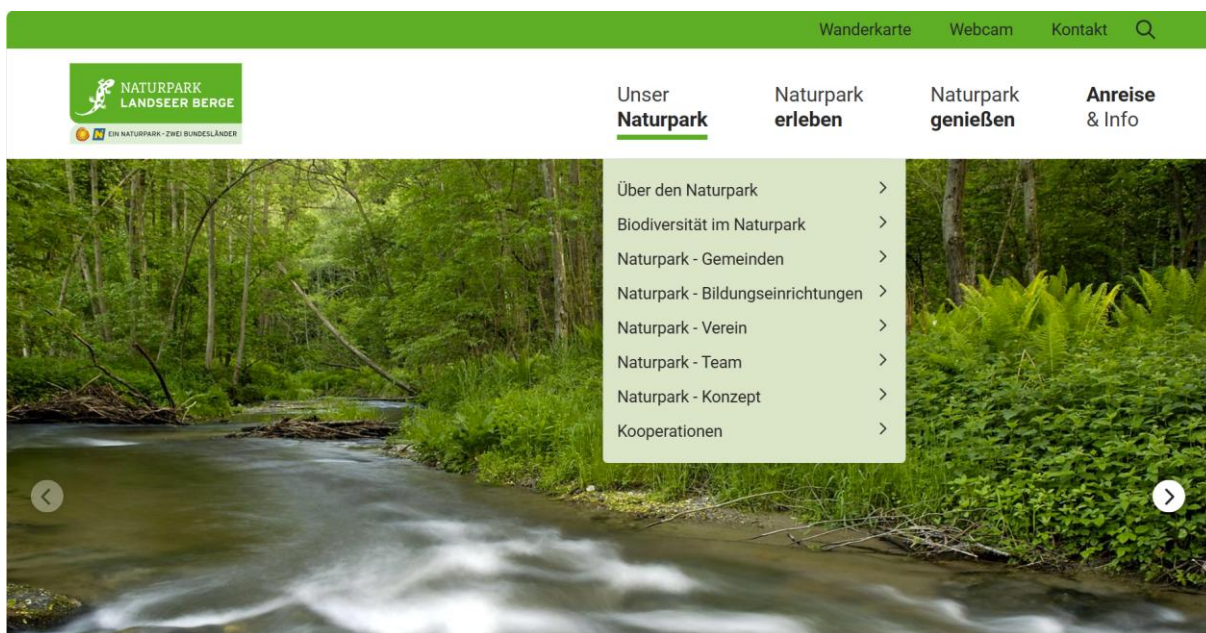 Wanderkarte Webcam Kontakt
NATURPARK
LANDSEER BERGE
EIN NATURPARK - ZWEI BUNDESLÄNDER
Unser
Naturpark
Naturpark
erleben
Naturpark
genießen
Anreise
& Info
Über den Naturpark
Biodiversität im Naturpark
Naturpark - Gemeinden
Naturpark - Bildungseinrichtungen
Naturpark - Verein
Naturpark - Team
Naturpark - Konzept
Kooperationen